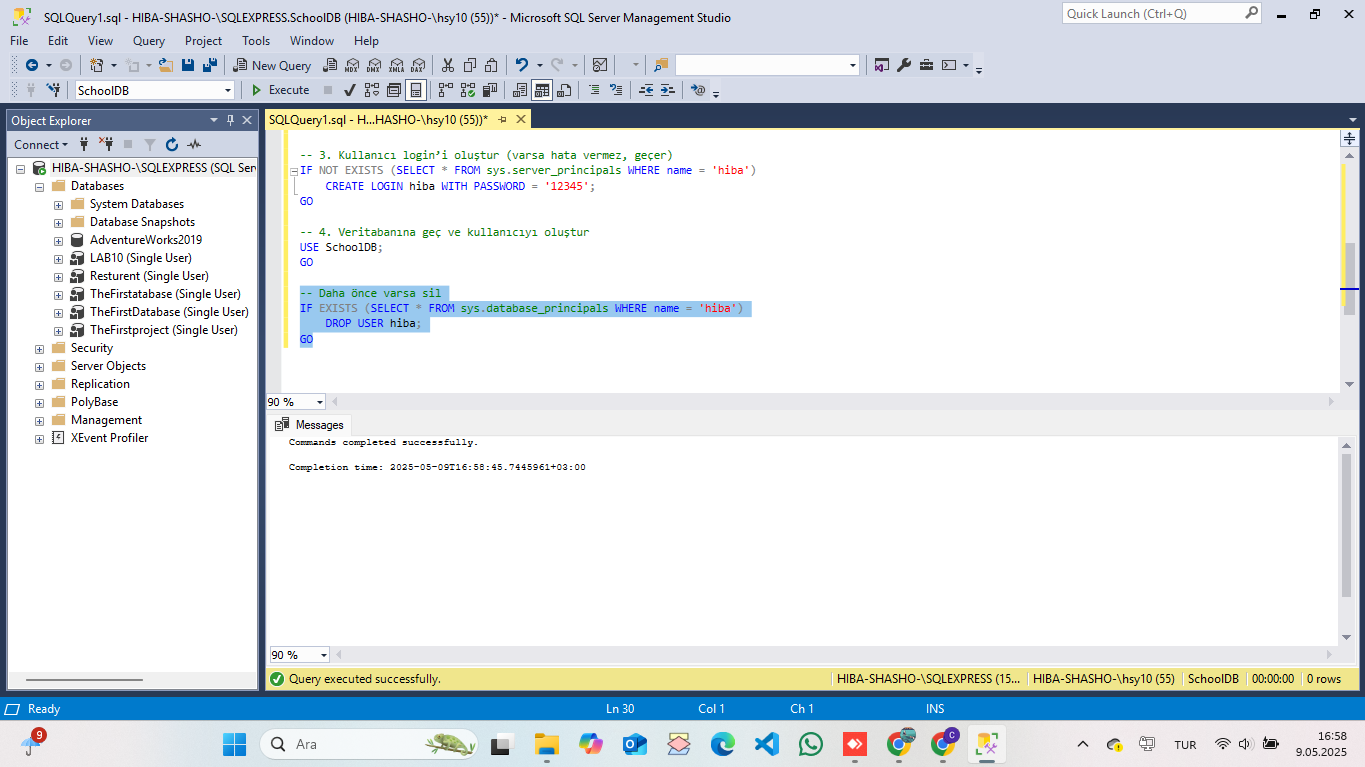 SQLQuery1.sql - HIBA-SHASHO-\SQLEXPRESS.SchoolDB (HIBA-SHASHO-\hsy10 (55))* - Microsoft SQL Server Management Studio
Quick Launch (Ctrl+Q)
File Edit View Query Project Tools Window Help
New Query
MDX DMX XMLA DAX
SchoolDB
Execute
Object Explorer
SQLQuery1.sql - H...HASHO-\hsy10 (55))*
Connect
HIBA-SHASHO-\SQLEXPRESS (SQL Ser
Databases
System Databases
Database Snapshots
AdventureWorks2019
LAB10 (Single User)
Resturent (Single User)
TheFirstatabase (Single User)
TheFirstDatabase (Single User)
TheFirstproject (Single User)
Security
Server Objects
Replication
PolyBase
Management
XEvent Profiler
-- 3. Kullanıcı login’i oluştur (varsa hata vermez, geçer)
IF NOT EXISTS (SELECT * FROM sys.server_principals WHERE name = 'hiba')
CREATE LOGIN hiba WITH PASSWORD = '12345';
GO
-- 4. Veritabanına geç ve kullanıcıyı oluştur
USE SchoolDB;
GO
-- Daha önce varsa sil
IF EXISTS (SELECT * FROM sys.database_principals WHERE name = 'hiba')
DROP USER hiba;
GO
90 %
Messages
Commands completed successfully.
Completion time: 2025-05-09T16:58:45.7445961+03:00
90 %
Query executed successfully.
HIBA-SHASHO-\SQLEXPRESS (15... HIBA-SHASHO-\hsy10 (55) SchoolDB 00:00:00 0 rows
Ready
Ln 30 Col 1 Ch 1 INS
9
Ara
C
TUR
16:58
9.05.2025